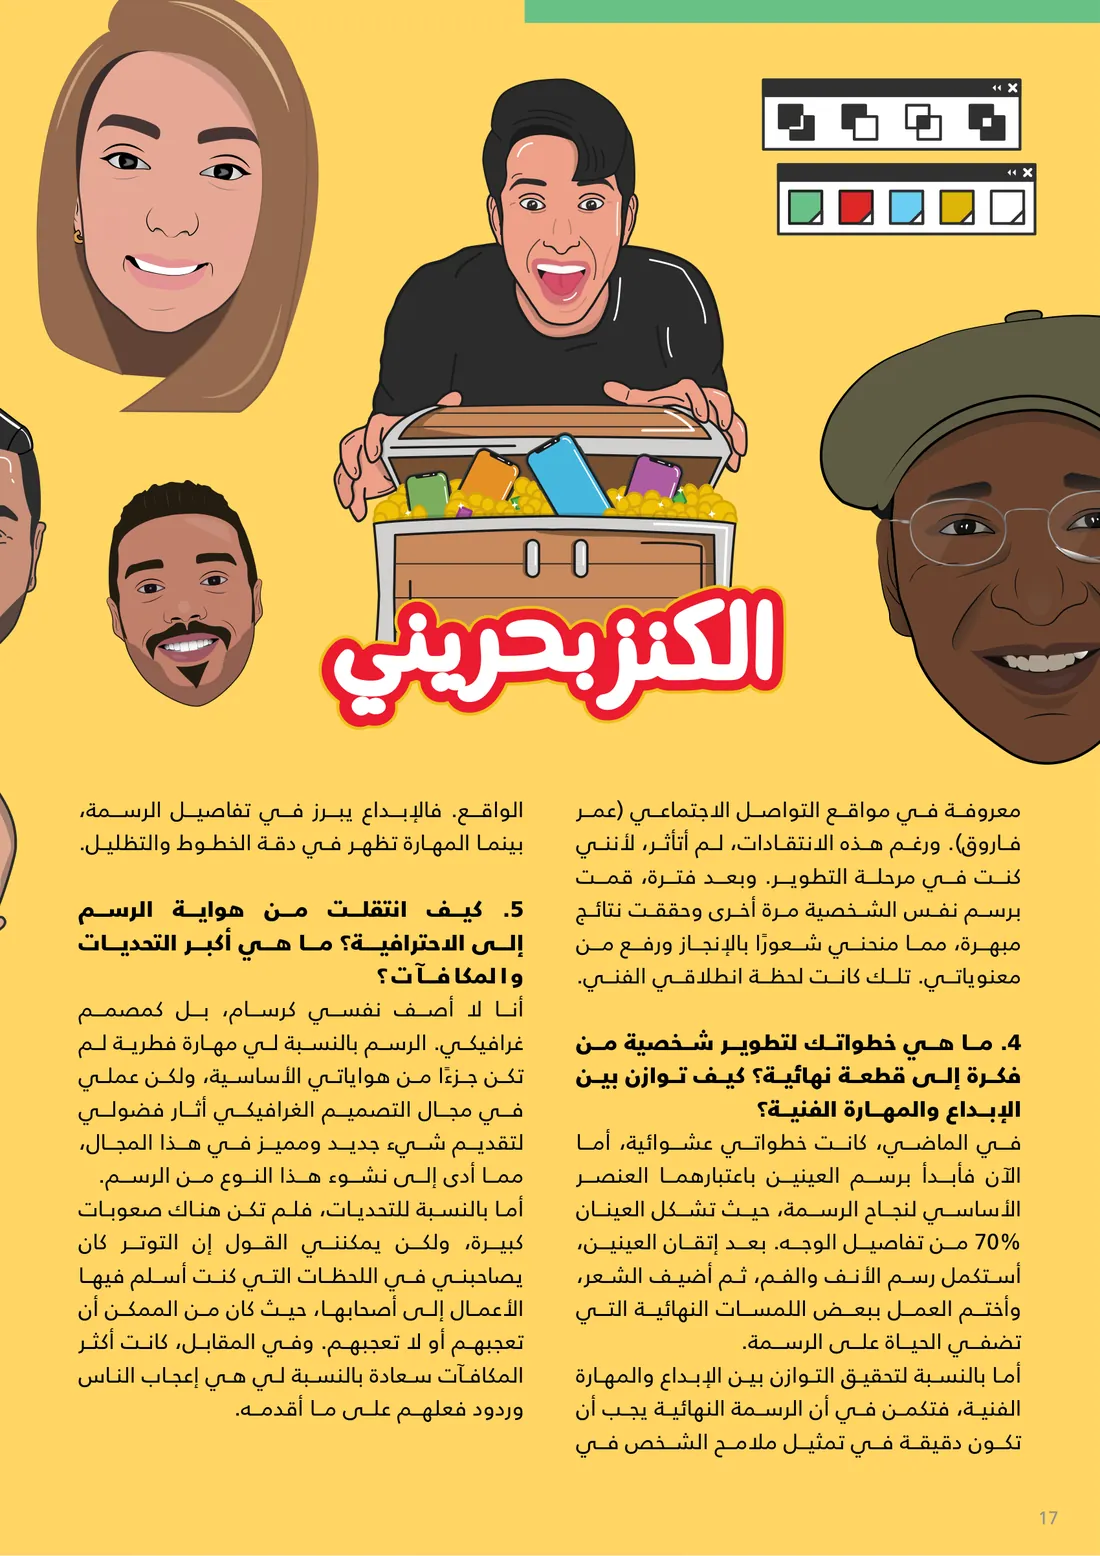 الكنز بحريني
معروفة في مواقع التواصل الاجتماعي (عمر
فاروق). ورغم هذه الانتقادات، لم أتأثر، لأنني
كنت في مرحلة التطوير. وبعد فترة، قمت
برسم نفس الشخصية مرة أخرى وحققت نتائج
مبهرة، مما منحني شعورًا بالإنجاز ورفع من
معنوياتي. تلك كانت لحظة انطلاقي الفني.
4. ما هي خطواتك لتطوير شخصية من
فكرة إلى قطعة نهائية؟ كيف توازن بين
الإبداع والمهارة الفنية؟
في الماضي، كانت خطواتي عشوائية، أما
الآن فأبدأ برسم العينين باعتبارهما العنصر
الأساسي لنجاح الرسمة، حيث تشكل العينان
70% من تفاصيل الوجه. بعد إتقان العينين،
أستكمل رسم الأنف والفم، ثم أضيف الشعر،
وأختم العمل ببعض اللمسات النهائية التي
تضفي الحياة على الرسمة.
أما بالنسبة لتحقيق التوازن بين الإبداع والمهارة
الفنية، فتكمن في أن الرسمة النهائية يجب أن
تكون دقيقة في تمثيل ملامح الشخص في
الواقع. فالإبداع يبرز في تفاصيل الرسمة،
بينما المهارة تظهر في دقة الخطوط والتظليل.
5. كيف انتقلت من هواية الرسم
إلى الاحترافية؟ ما هي أكبر التحديات
والمكافآت؟
أنا لا أصف نفسي كرسام، بل كمصمم
غرافيكي. الرسم بالنسبة لي مهارة فطرية لم
تكن جزءًا من هواياتي الأساسية، ولكن عملي
في مجال التصميم الغرافيكي أثار فضولي
لتقديم شيء جديد ومميز في هذا المجال،
مما أدى إلى نشوء هذا النوع من الرسم.
أما بالنسبة للتحديات، فلم تكن هناك صعوبات
كبيرة، ولكن يمكنني القول إن التوتر كان
يصاحبني في اللحظات التي كنت أسلم فيها
الأعمال إلى أصحابها، حيث كان من الممكن أن
تعجبهم أو لا تعجبهم. وفي المقابل، كانت أكثر
المكافآت سعادة بالنسبة لي هي إعجاب الناس
وردود فعلهم على ما أقدمه.
17